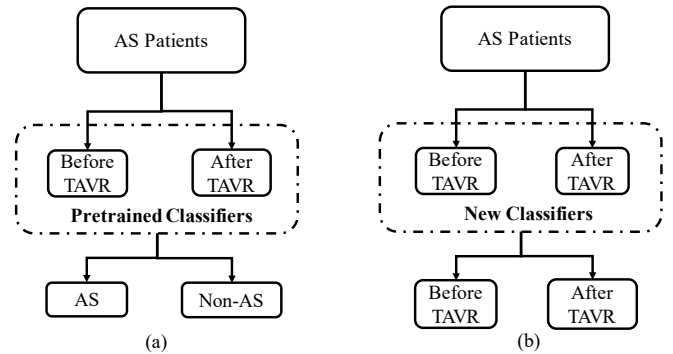 AS Patients
Before
TAVR
After
TAVR
Pretrained Classifiers
AS
Non-AS
(a)
AS Patients
Before
TAVR
After
TAVR
New Classifiers
Before
TAVR
After
TAVR
(b)